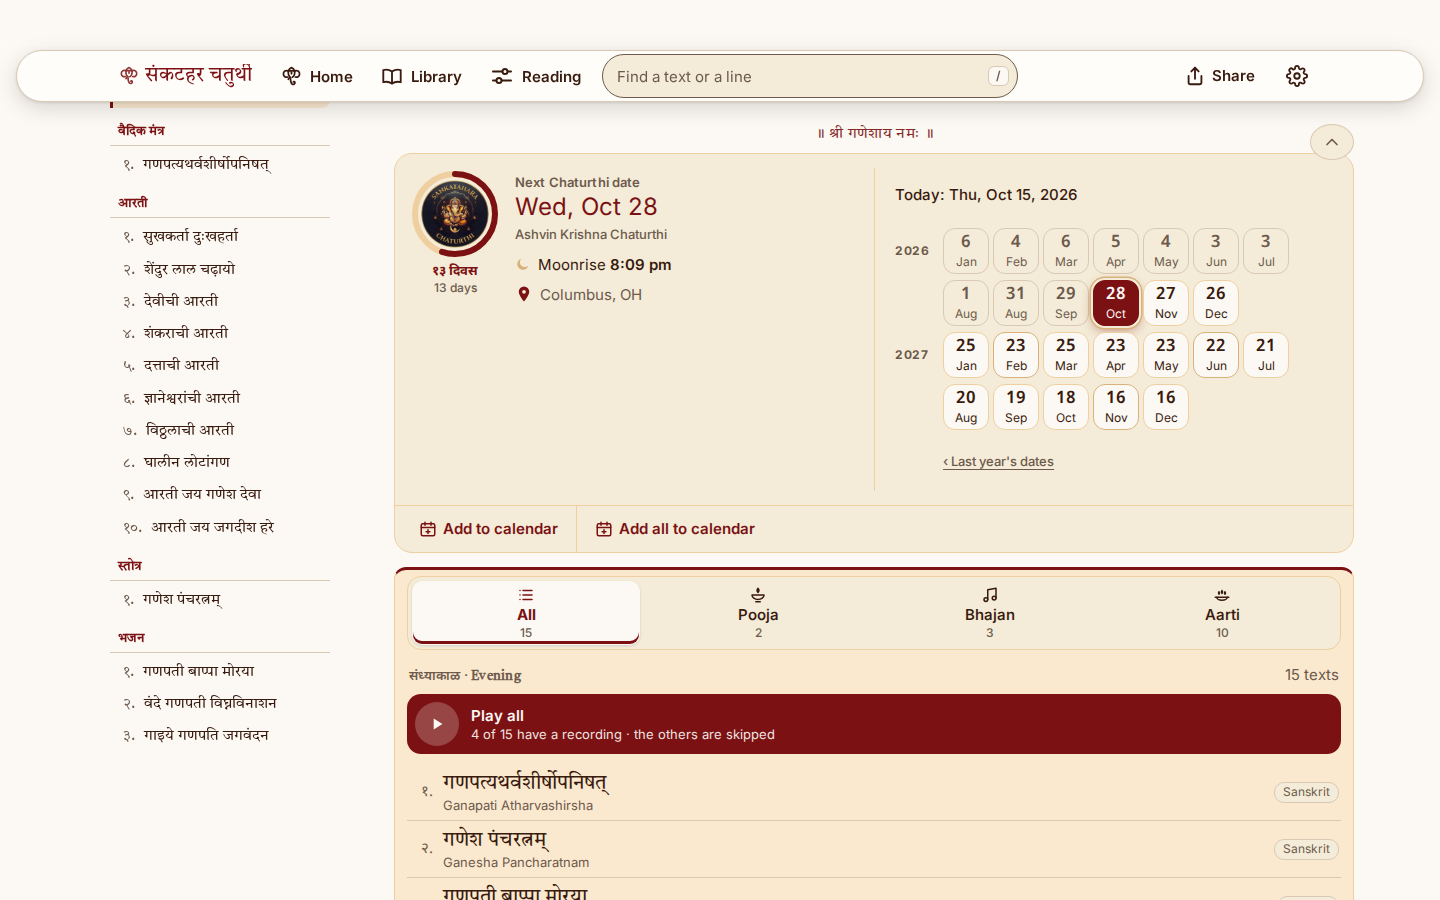 संकटहर चतुर्थी
Home
Library
Reading
Find a text or a line
/
Share
वैदिक मंत्र
१. गणपत्यथर्वशीर्षोपनिषत्
आरती
१. सुखकर्ता दुःखहर्ता
२. शेंदुर लाल चढ़ायो
३. देवीची आरती
४. शंकराची आरती
५. दत्ताची आरती
६. ज्ञानेश्वरांची आरती
७. विठ्ठलाची आरती
८. घालीन लोटांगण
९. आरती जय गणेश देवा
१०. आरती जय जगदीश हरे
स्तोत्र
१. गणेश पंचरत्नम्
भजन
१. गणपती बाप्पा मोरया
२. वंदे गणपती विघ्नविनाशन
३. गाइये गणपति जगवंदन
॥ श्री गणेशाय नमः ॥
SANKATAHARA
CHATURTHI
१३ दिवस
13 days
Next Chaturthi date
Wed, Oct 28
Ashvin Krishna Chaturthi
Moonrise 8:09 pm
Columbus, OH
Today: Thu, Oct 15, 2026
2026
6 Jan
4 Feb
6 Mar
5 Apr
4 May
3 Jun
3 Jul
1 Aug
31 Aug
29 Sep
28 Oct
27 Nov
26 Dec
2027
25 Jan
23 Feb
25 Mar
23 Apr
23 May
22 Jun
21 Jul
20 Aug
19 Sep
18 Oct
16 Nov
16 Dec
‹ Last year's dates
Add to calendar
Add all to calendar
All
15
Pooja
2
Bhajan
3
Aarti
10
संध्याकाळ · Evening
15 texts
Play all
4 of 15 have a recording · the others are skipped
१. गणपत्यथर्वशीर्षोपनिषत्
Ganapati Atharvashirsha
Sanskrit
२. गणेश पंचरत्नम्
Ganesha Pancharatnam
Sanskrit
गणपती बाप्पा मोरया